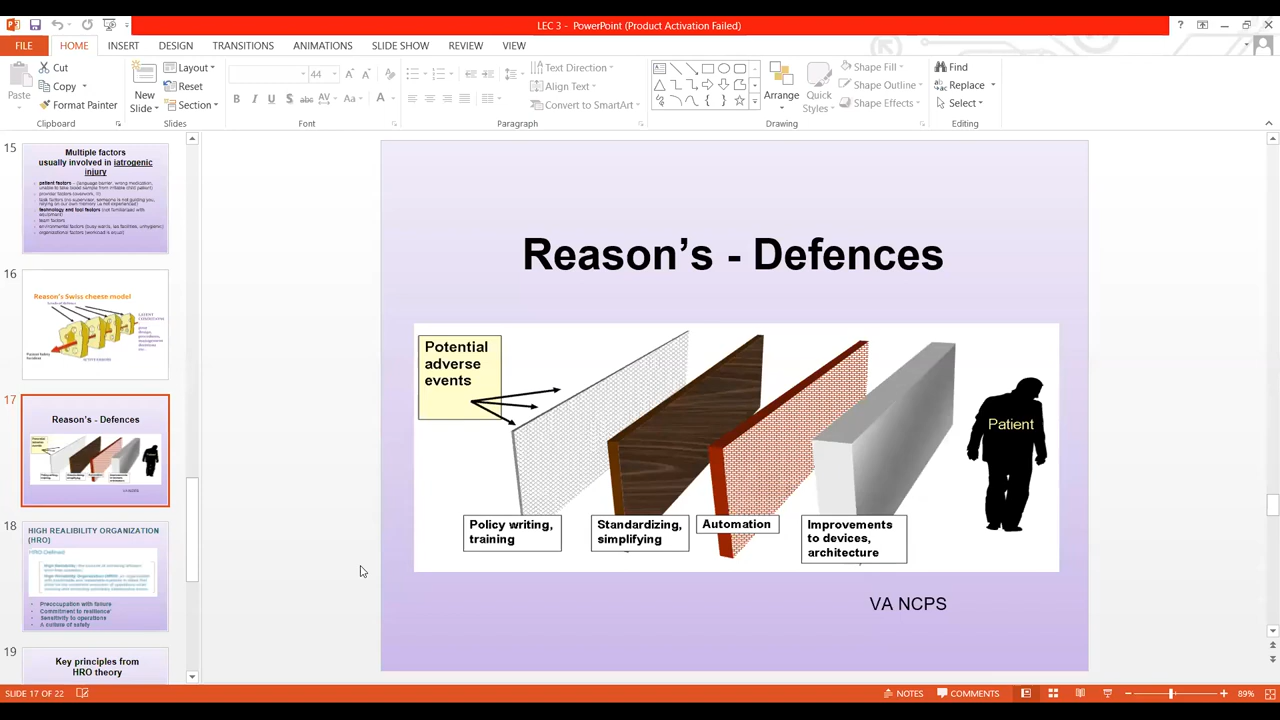 LEC 3 - PowerPoint (Product Activation Failed)
FILE HOME INSERT DESIGN TRANSITIONS ANIMATIONS SLIDE SHOW REVIEW VIEW
Paste
Cut
Copy
Format Painter
Clipboard
New
Slide
Layout
Reset
Section
Slides
44
Font
Text Direction
Align Text
Convert to SmartArt
Paragraph
Arrange
Quick
Styles
Shape Fill
Shape Outline
Shape Effects
Drawing
Find
Replace
Select
Editing
15
Multiple factors
usually involved in iatrogenic
injury
16
Reason's Swiss cheese model
17
Reason's - Defences
18
HIGH REALIBILITY ORGANIZATION
(HRO)
HRO Defined
• Preoccupation with failure
• Commitment to resilience'
• Sensitivity to operations
• A culture of safety
19
Key principles from
HRO theory
Reason's - Defences
Potential
adverse
events
Patient
Policy writing,
training
Standardizing,
simplifying
Automation
Improvements
to devices,
architecture
VA NCPS
SLIDE 17 OF 22
NOTES
COMMENTS
89%